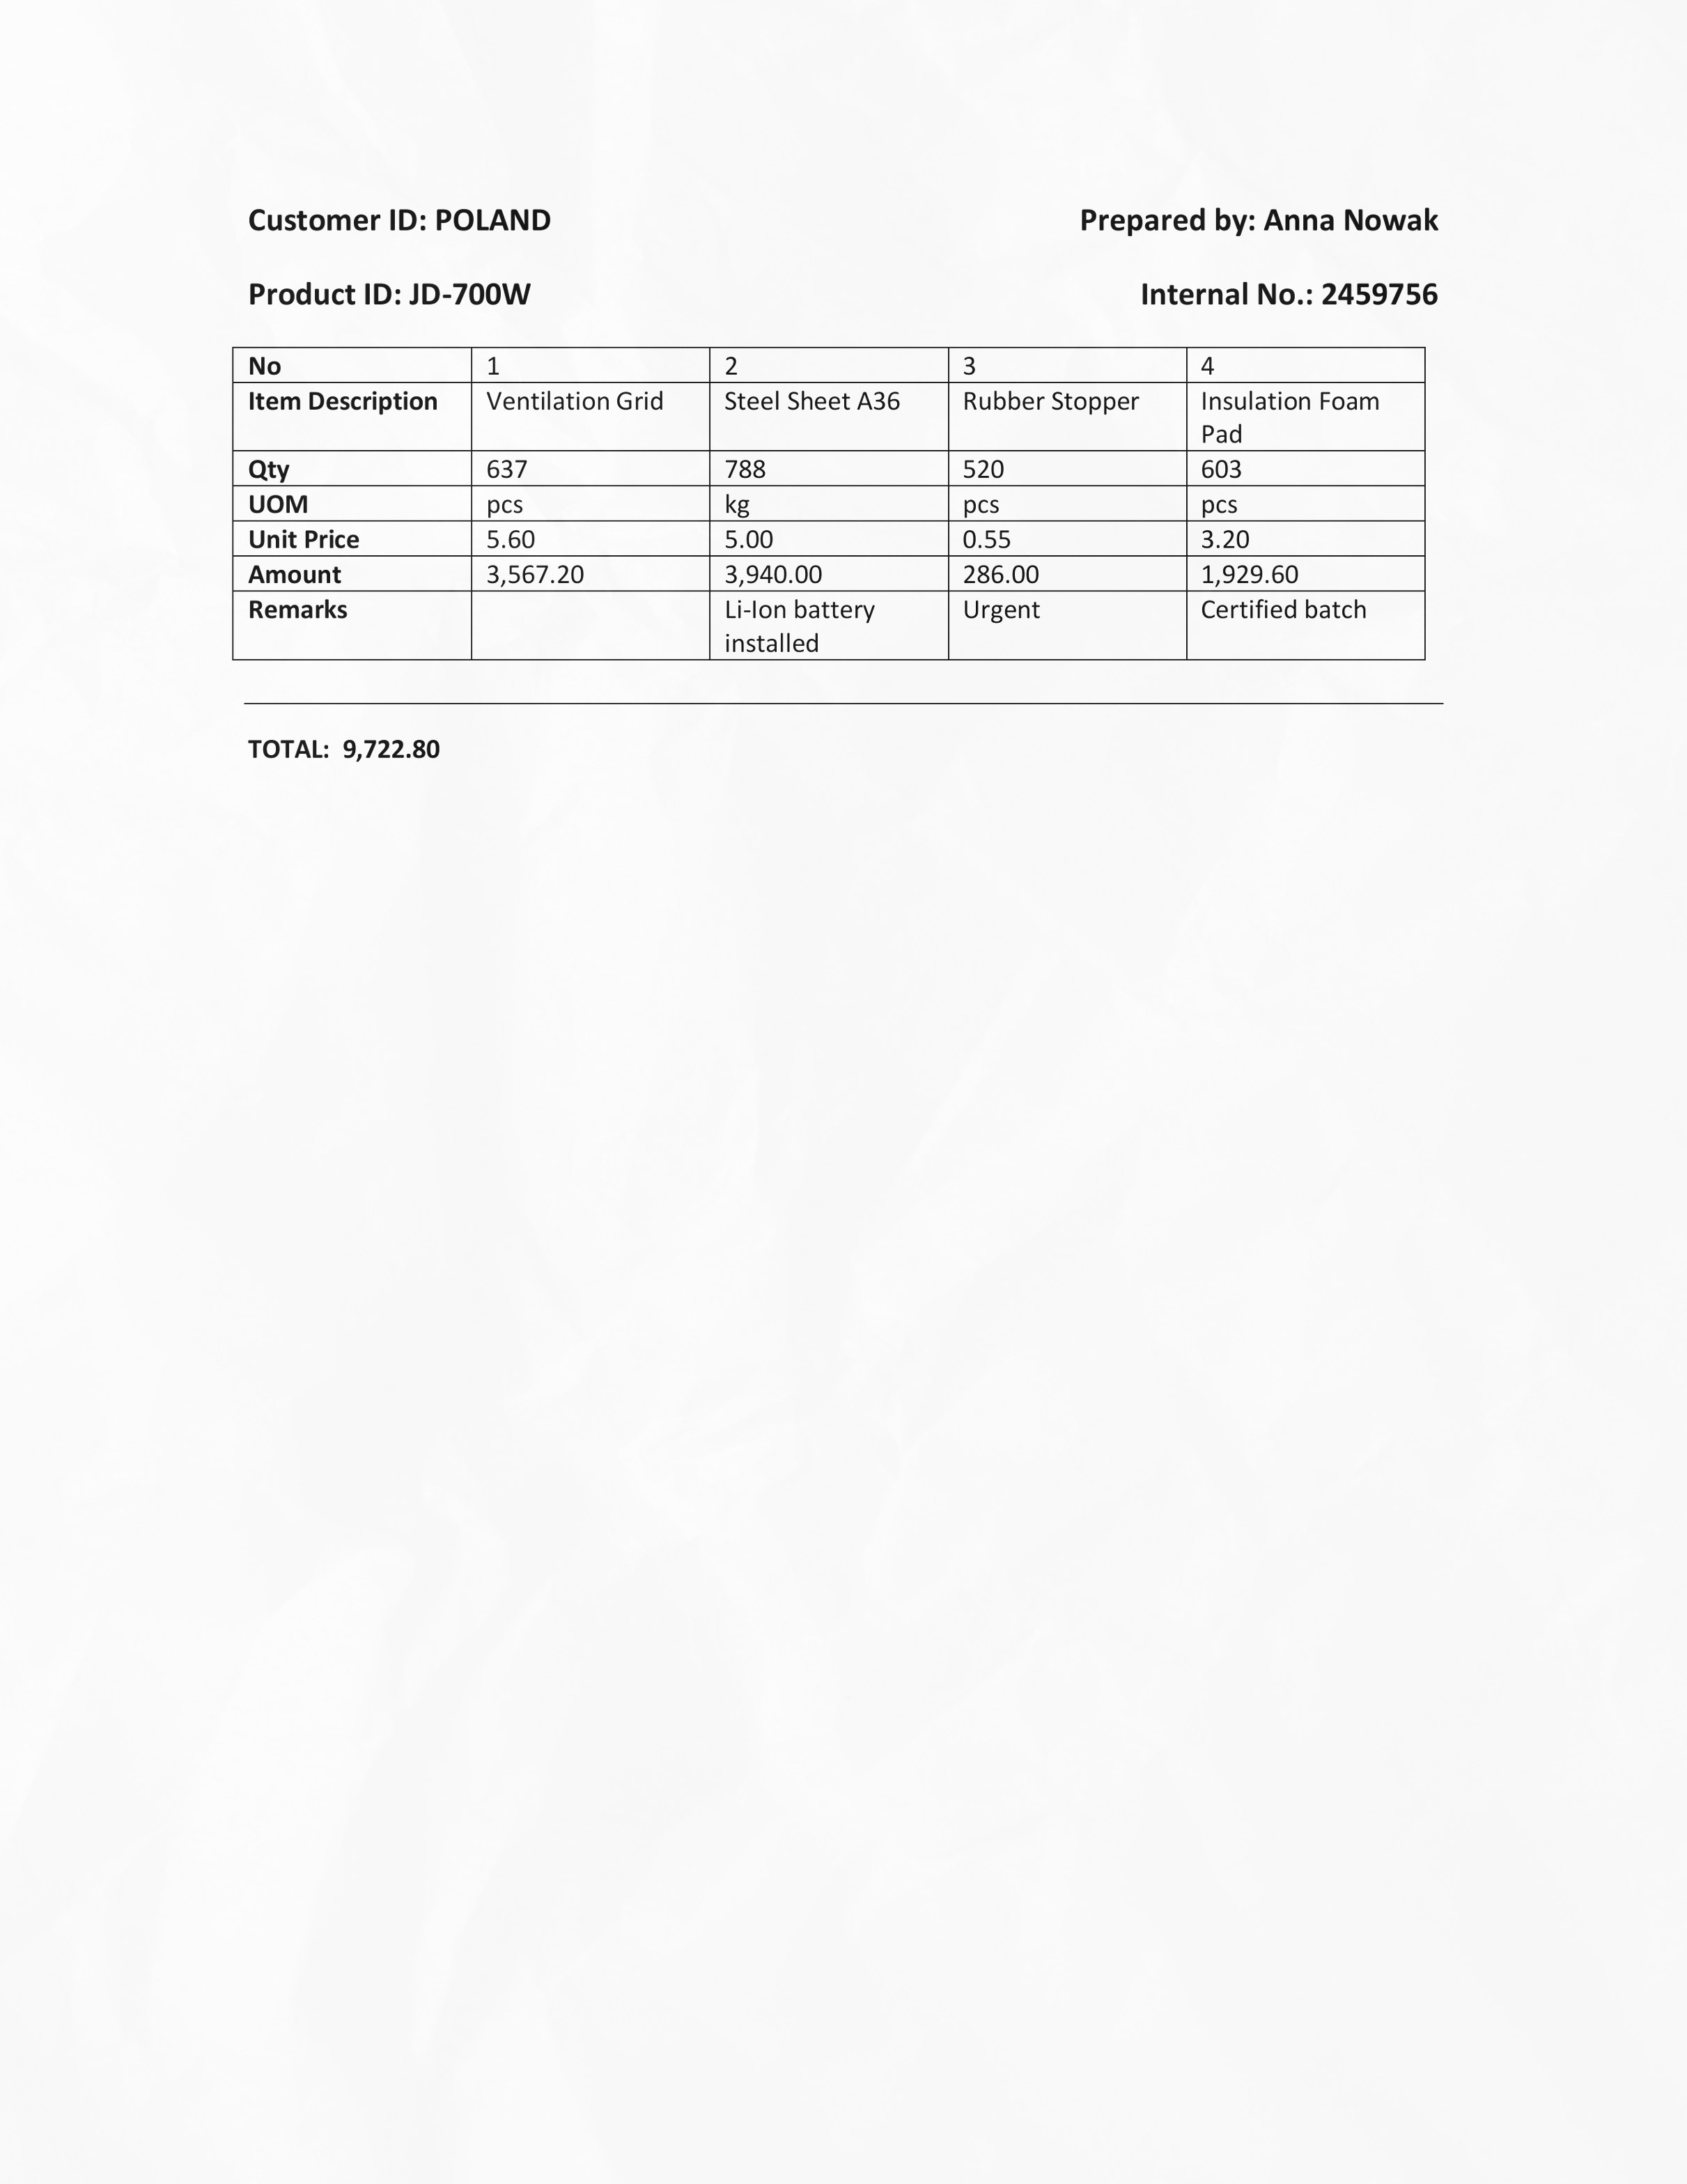 Customer ID: POLAND Prepared by: Anna Nowak
Product ID: JD-700W Internal No.: 2459756
No 1 2 3 4
Item Description Ventilation Grid Steel Sheet A36 Rubber Stopper Insulation Foam
Pad
Qty 637 788 520 603
UOM pcs kg pcs pcs
Unit Price 5.60 5.00 0.55 3.20
Amount 3,567.20 3,940.00 286.00 1,929.60
Remarks Li-Ion battery Urgent Certified batch
installed
TOTAL: 9,722.80